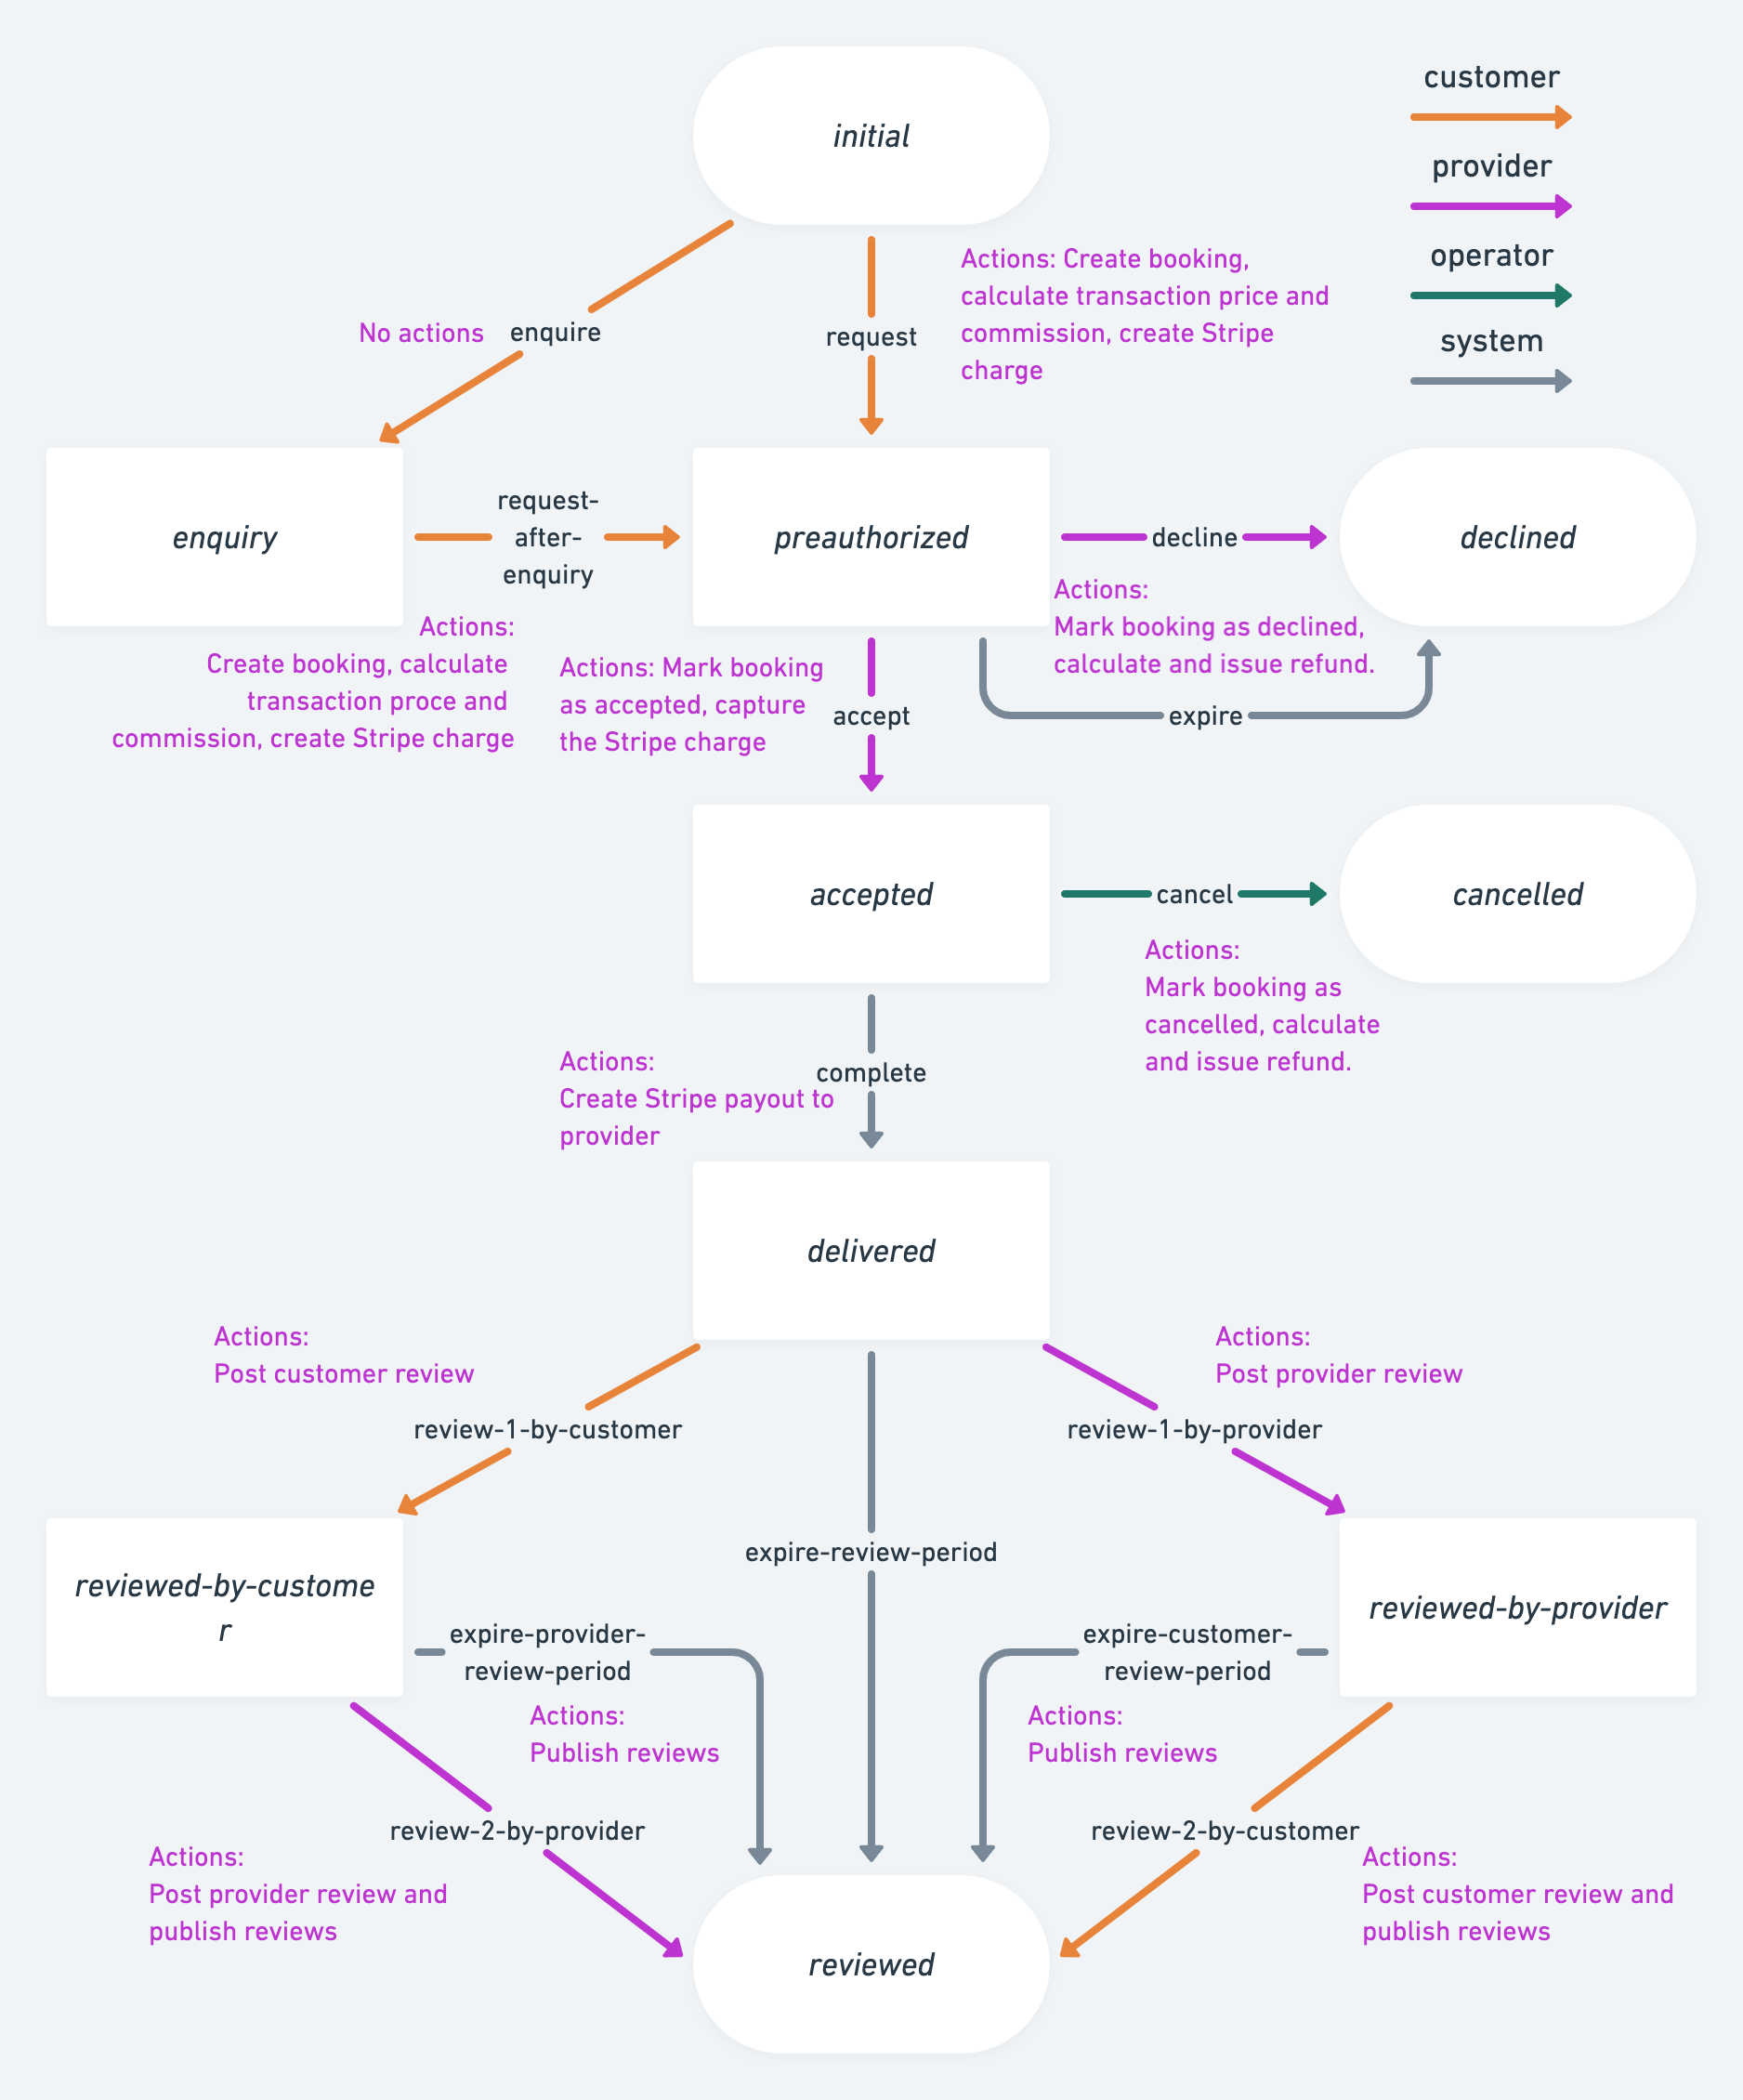 initial
customer
provider
operator
system
Actions: Create booking,
calculate transaction price and
commission, create Stripe
charge
No actions
enquire
request
enquiry
request-
after-
enquiry
preauthorized
decline
declined
Actions:
Mark booking as declined,
calculate and issue refund.
Actions:
Create booking, calculate
transaction proce and
commission, create Stripe charge
Actions: Mark booking
as accepted, capture
the Stripe charge
accept
expire
accepted
cancel
cancelled
Actions:
Mark booking as
cancelled, calculate
and issue refund.
Actions:
Create Stripe payout to
provider
complete
delivered
Actions:
Post customer review
Actions:
Post provider review
review-1-by-customer
review-1-by-provider
expire-review-period
reviewed-by-custome
r
reviewed-by-provider
expire-provider-
review-period
expire-customer-
review-period
Actions:
Publish reviews
Actions:
Publish reviews
review-2-by-provider
review-2-by-customer
Actions:
Post provider review and
publish reviews
Actions:
Post customer review and
publish reviews
reviewed